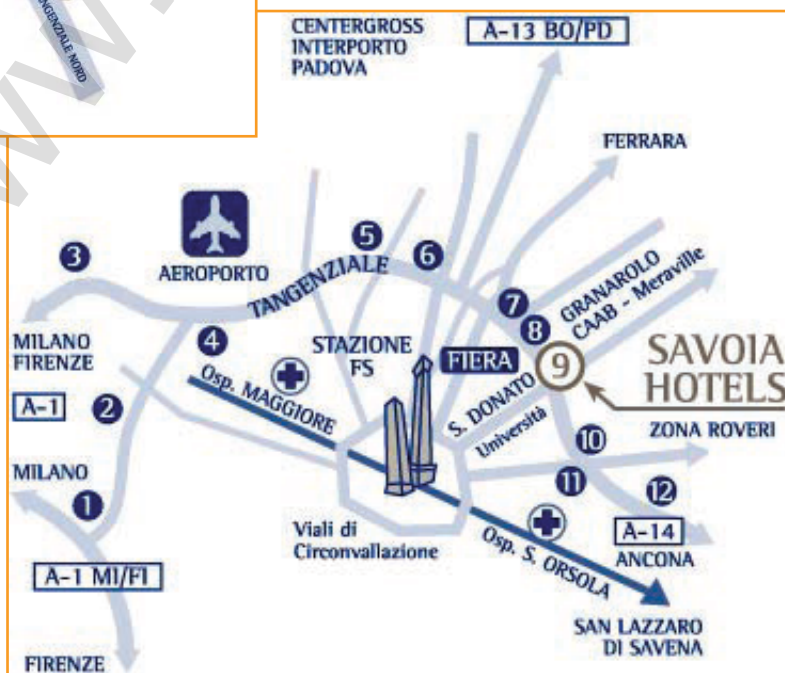 TANGENZIALE NORD
CENTERGROSS
INTERPORTO
PADOVA
A-13 BO/PD
FERRARA
3
AEROPORTO
5
6
TANGENZIALE
7
8
GRANAROLO
CAAB - Meraville
MILANO
FIRENZE
4
STAZIONE
FS
FIERA
9
SAVOIA
HOTELS
A-1
2
Osp. MAGGIORE
S. DONATO
Università
10
ZONA ROVERI
MILANO
1
11
12
Viali di
Circonvallazione
Osp. S. ORSOLA
A-14
ANCONA
A-1 MI/FI
SAN LAZZARO
DI SAVENA
FIRENZE